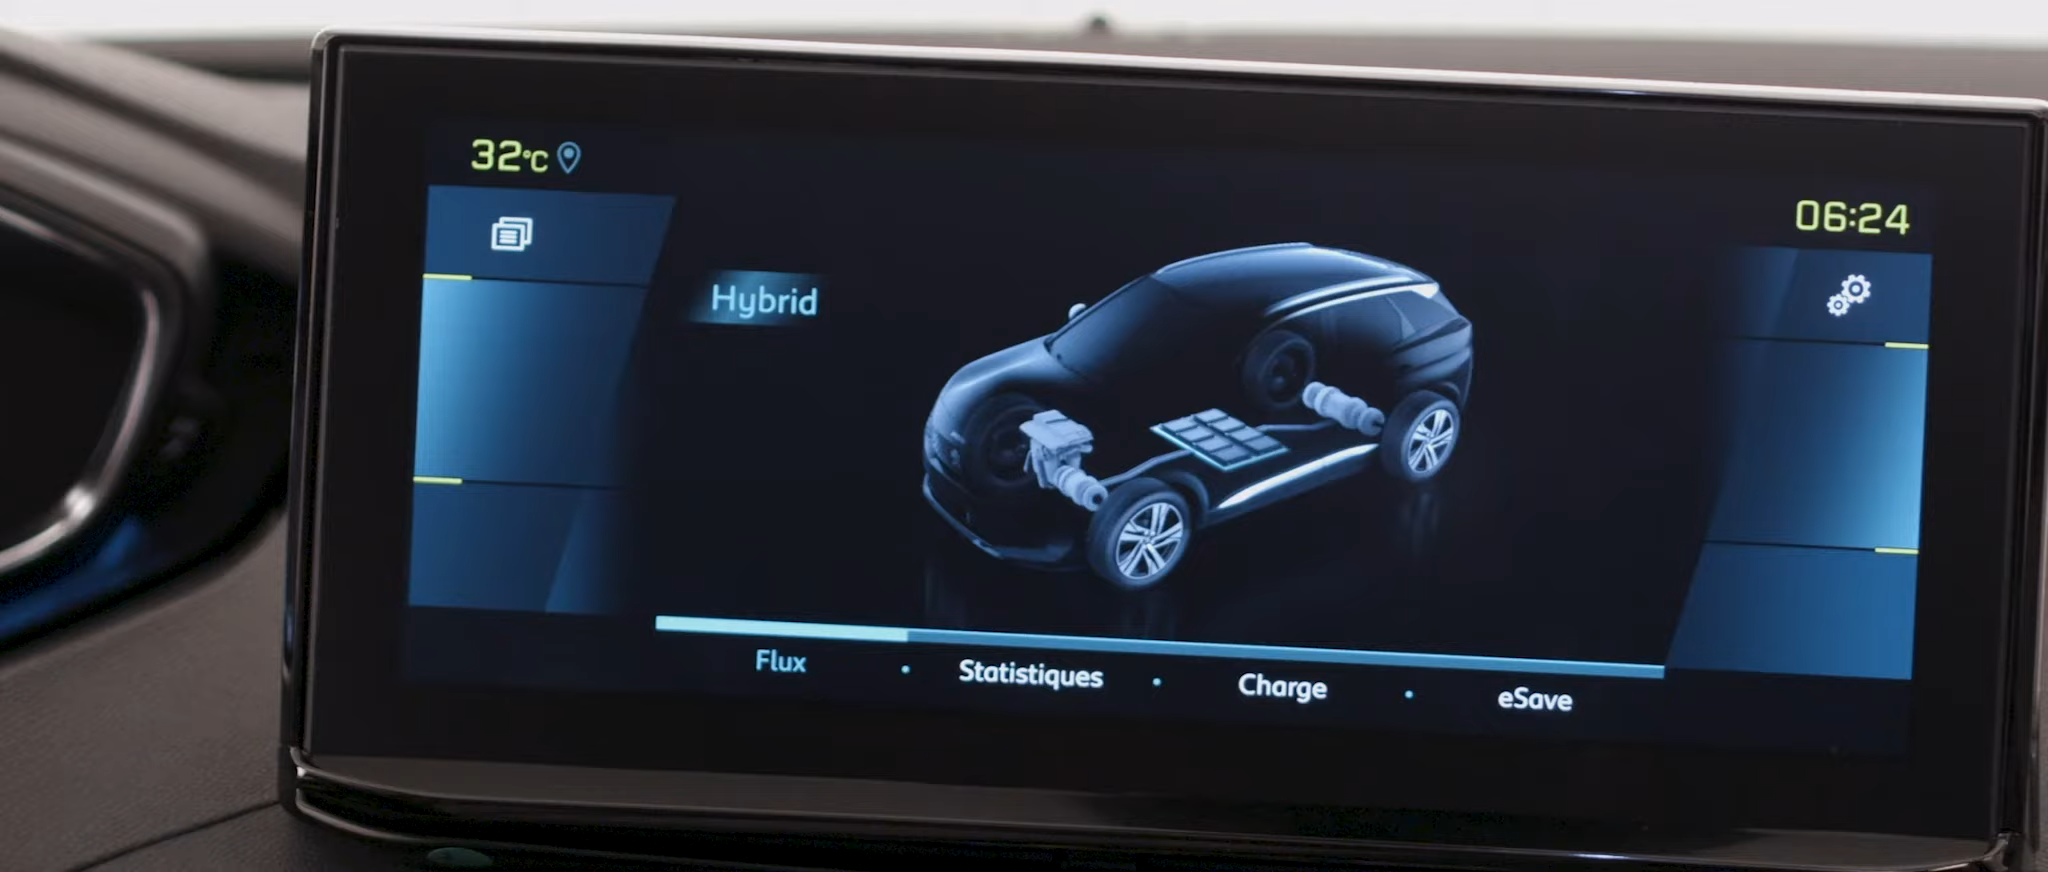 32°C
06:24
Hybrid
Flux • Statistiques • Charge • eSave